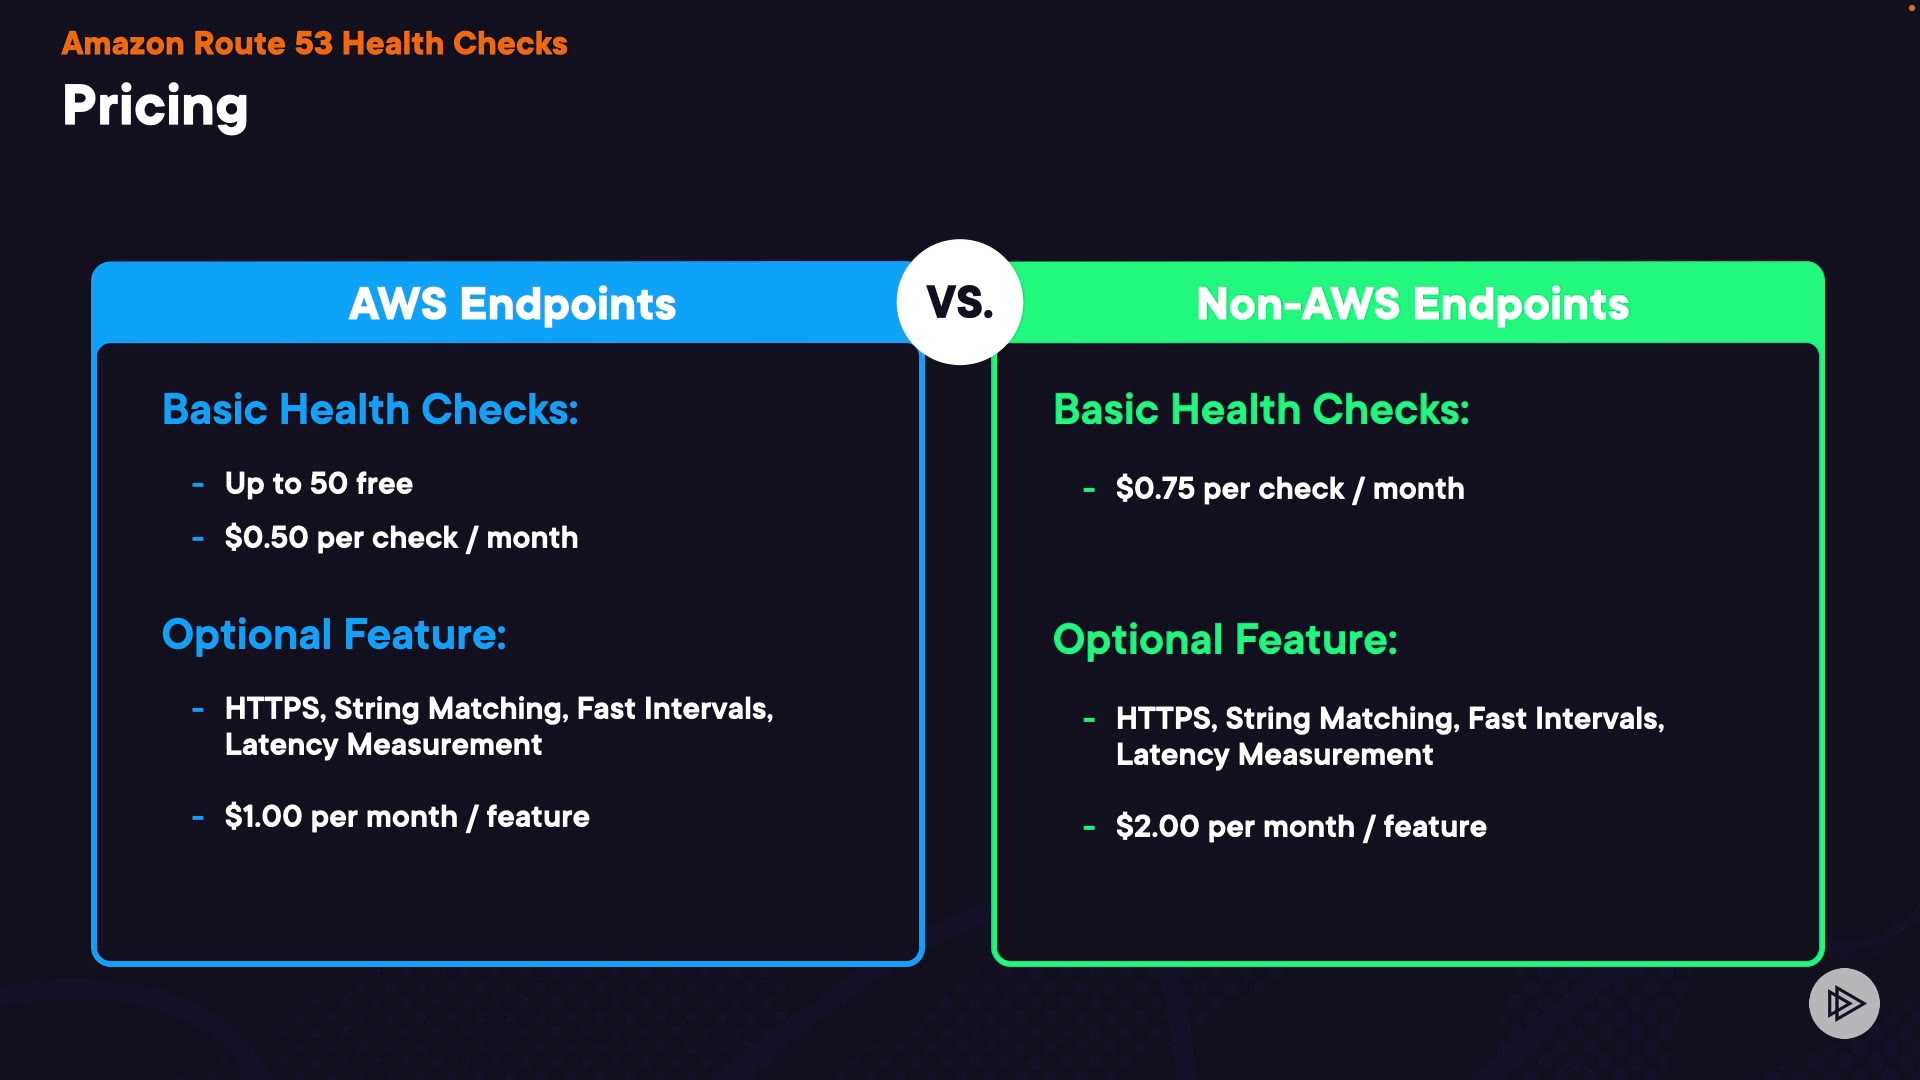 Amazon Route 53 Health Checks
Pricing
AWS Endpoints
VS.
Non-AWS Endpoints
Basic Health Checks:
- Up to 50 free
- $0.50 per check / month
Optional Feature:
- HTTPS, String Matching, Fast Intervals,
Latency Measurement
- $1.00 per month / feature
Basic Health Checks:
- $0.75 per check / month
Optional Feature:
- HTTPS, String Matching, Fast Intervals,
Latency Measurement
- $2.00 per month / feature